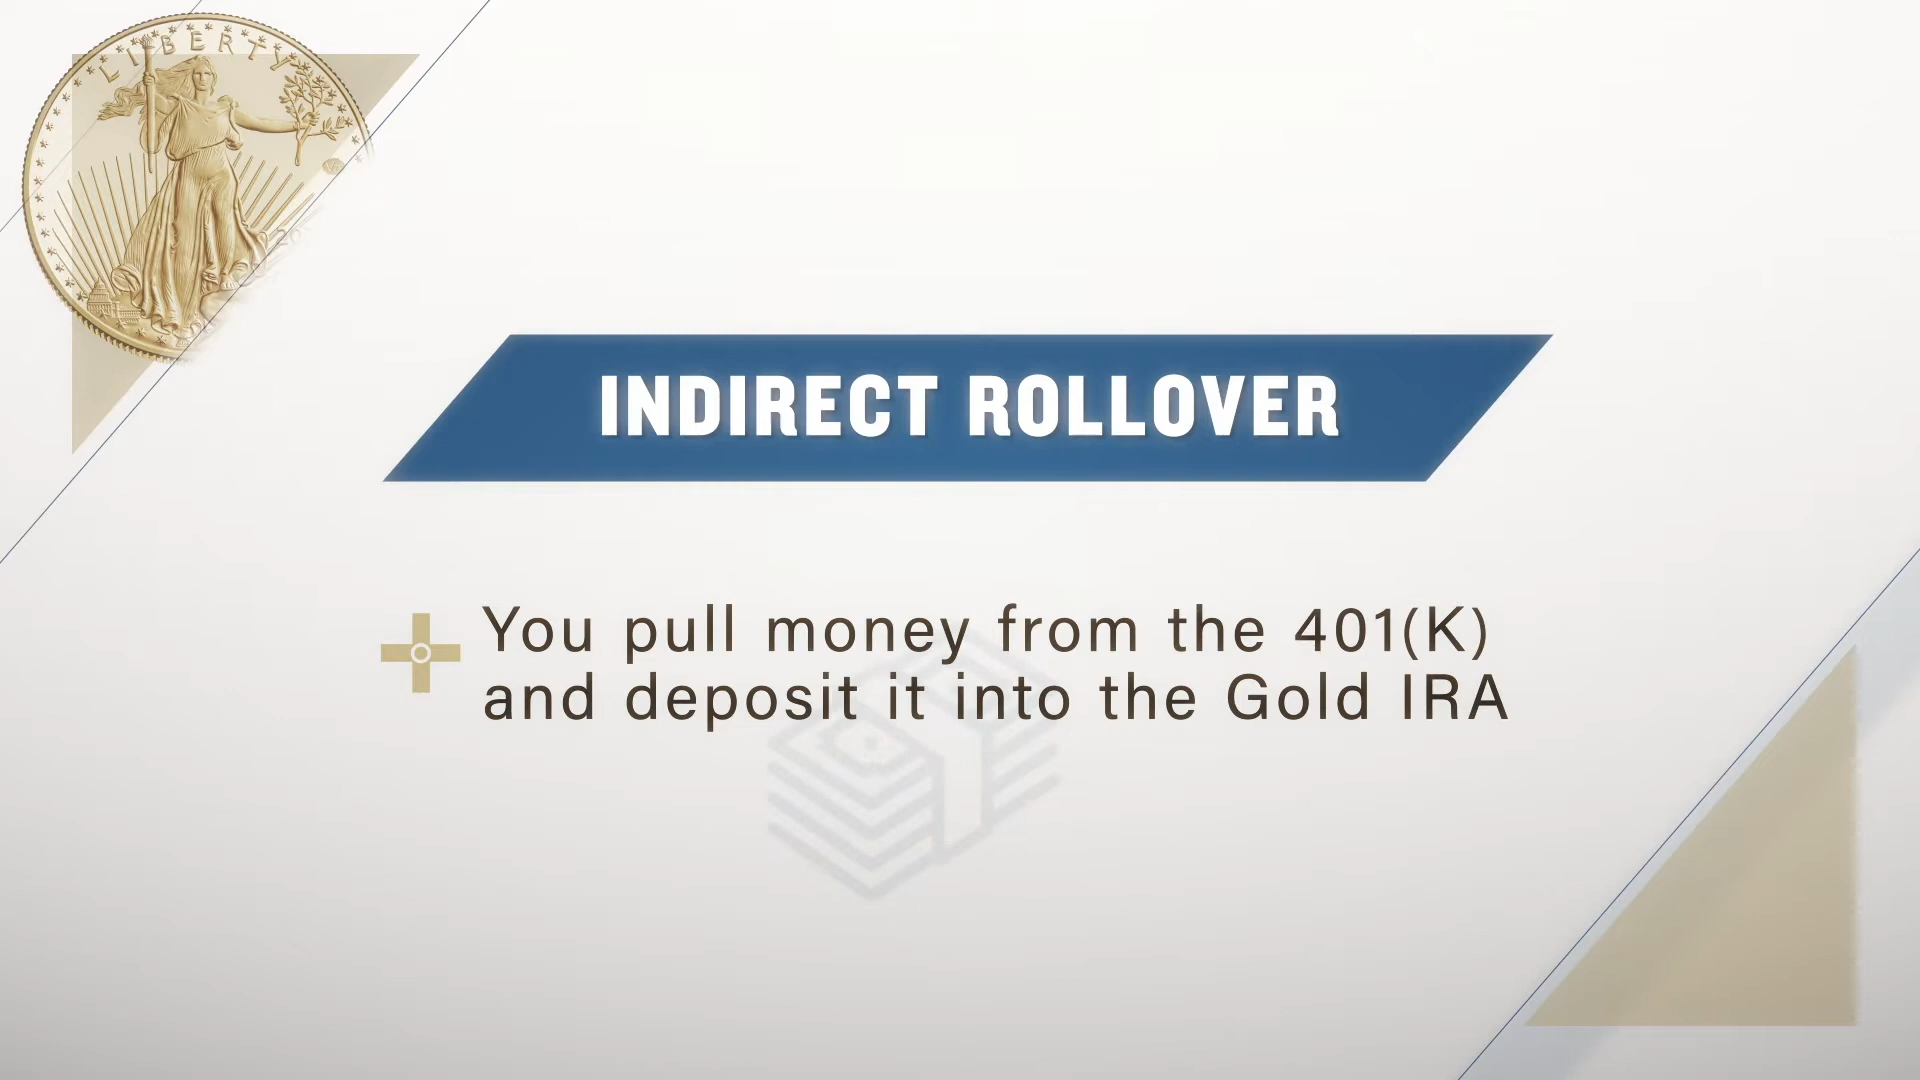 LIBERTY
INDIRECT ROLLOVER
You pull money from the 401(K)
and deposit it into the Gold IRA